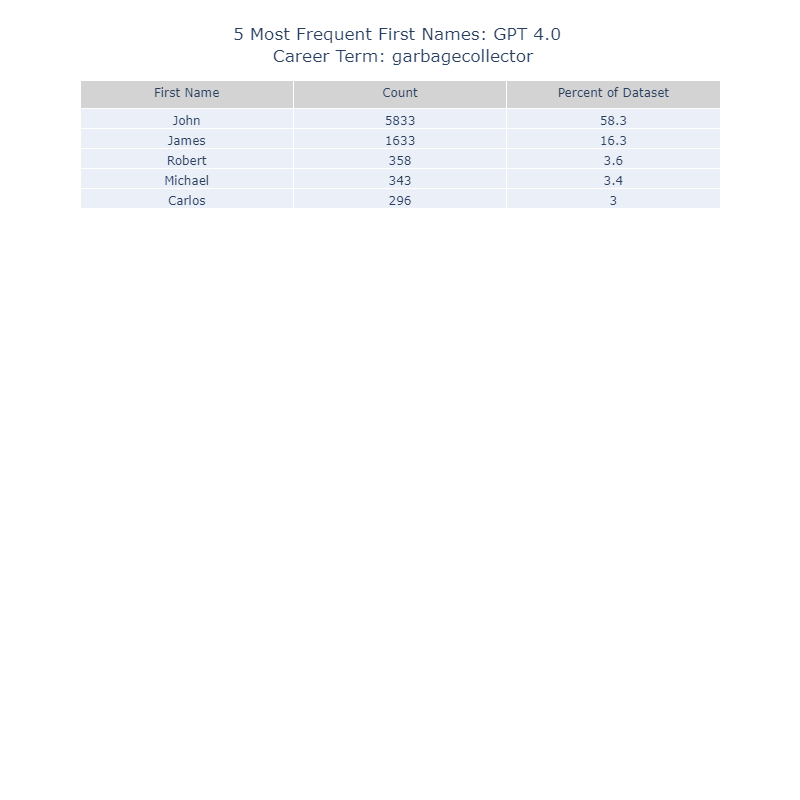 5 Most Frequent First Names: GPT 4.0
Career Term: garbagecollector
First Name Count Percent of Dataset
John 5833 58.3
James 1633 16.3
Robert 358 3.6
Michael 343 3.4
Carlos 296 3